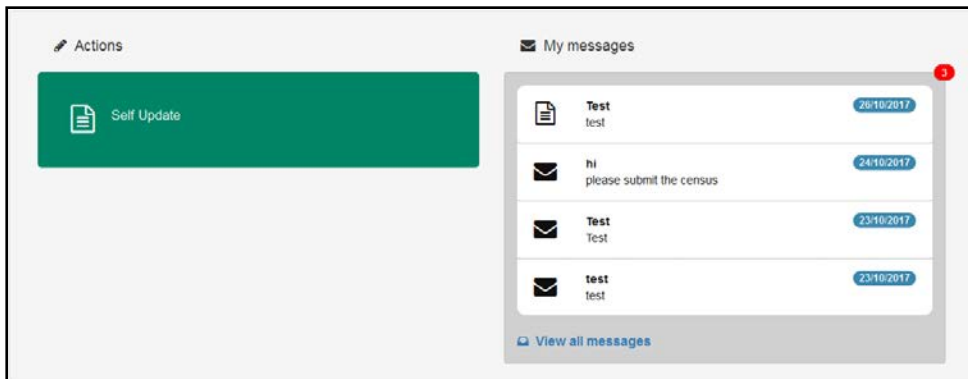 Actions
Self Update
My messages
3
Test
26/10/2017
test
hi
24/10/2017
please submit the census
Test
23/10/2017
Test
test
23/10/2017
test
View all messages